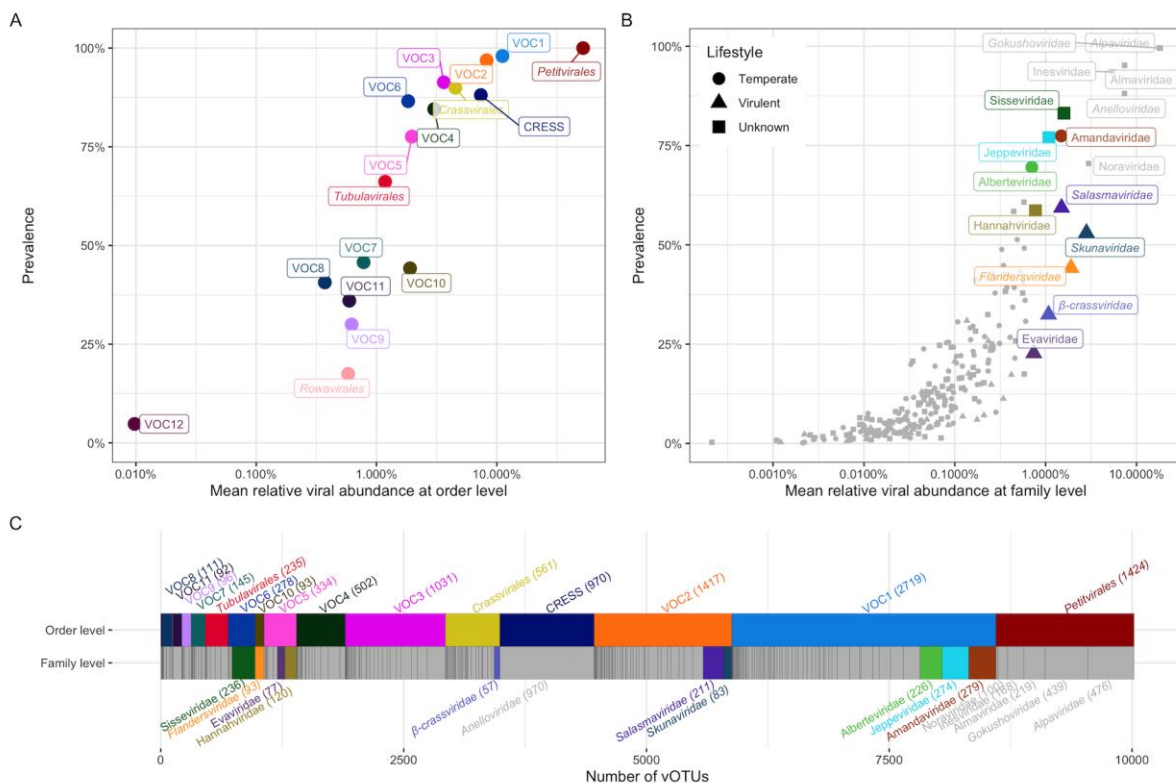 A
100%
75%
50%
25%
0%
Prevalence
VOC1
VOC3
VOC2
Petitvirales
VOC6
Crassvirales
CRESS
VOC4
VOC5
Tubulavirales
VOC7
VOC8
VOC10
VOC11
VOC9
Rowavirales
VOC12
0.010%
0.100%
1.000%
10.000%
Mean relative viral abundance at order level
B
100%
75%
50%
25%
0%
Prevalence
Lifestyle
Temperate
Virulent
Unknown
Gokushoviridae
Alpaviridae
Inesviridae
Almaviridae
Anelloviridae
Sisseviridae
Amandaviridae
Jeppeviridae
Noraviridae
Alberteviridae
Salasmaviridae
Hannahviridae
Skunaviridae
Flandersviridae
β-crassviridae
Evaviridae
0.0010%
0.0100%
0.1000%
1.0000%
10.0000%
Mean relative viral abundance at family level
C
VOC8 (111)
VOC11 (92)
VOC9 (96)
VOC7 (145)
Tubulavirales (235)
VOC6 (278)
VOC10 (93)
VOC5 (334)
VOC4 (502)
VOC3 (1031)
Crassvirales (561)
CRESS (970)
VOC2 (1417)
VOC1 (2719)
Petitvirales (1424)
Order level
Family level
Sisseviridae (236)
Flandersviridae (93)
Evaviridae (77)
Hannahviridae (120)
β-crassviridae (57)
Anelloviridae (970)
Salasmaviridae (211)
Skunaviridae (83)
Alberteviridae (226)
Jeppeviridae (274)
Amandaviridae (279)
Noraviridae (100)
Inesviridae
Almaviridae (219)
Gokushoviridae (439)
Alpaviridae (476)
0
2500
5000
7500
10000
Number of vOTUs